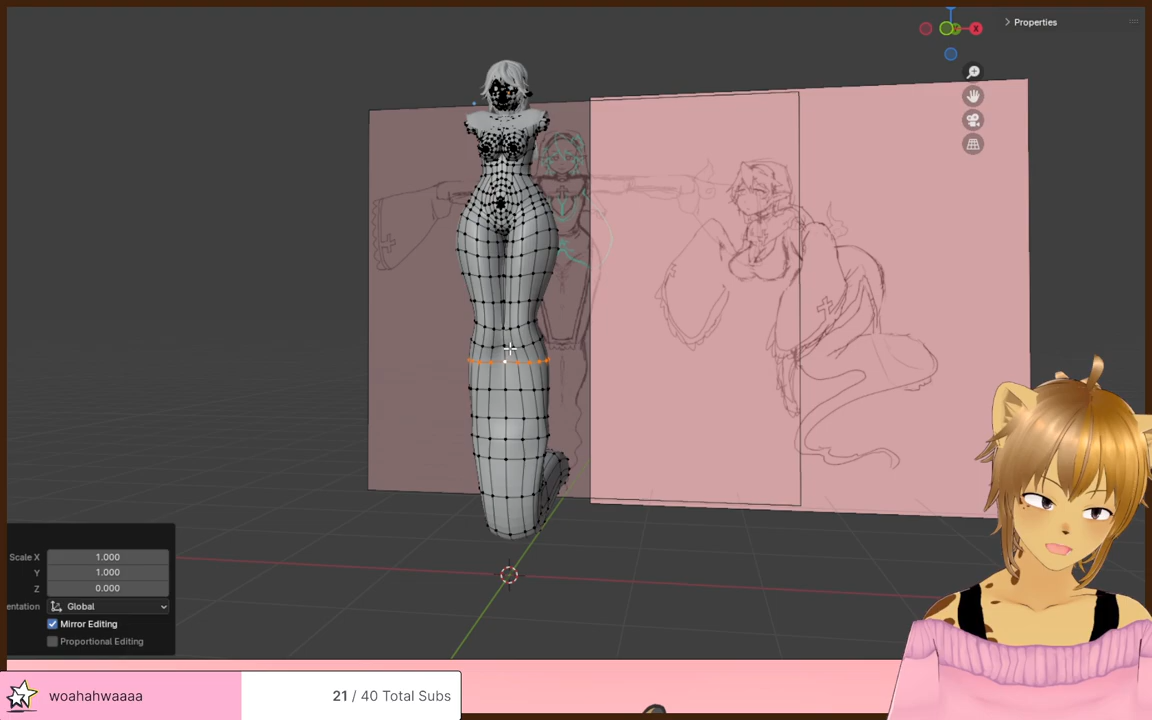 Properties
X
Scale X 1.000
Y 1.000
Z 0.000
entation Global
Mirror Editing
Proportional Editing
woahahwaaaa 21 / 40 Total Subs